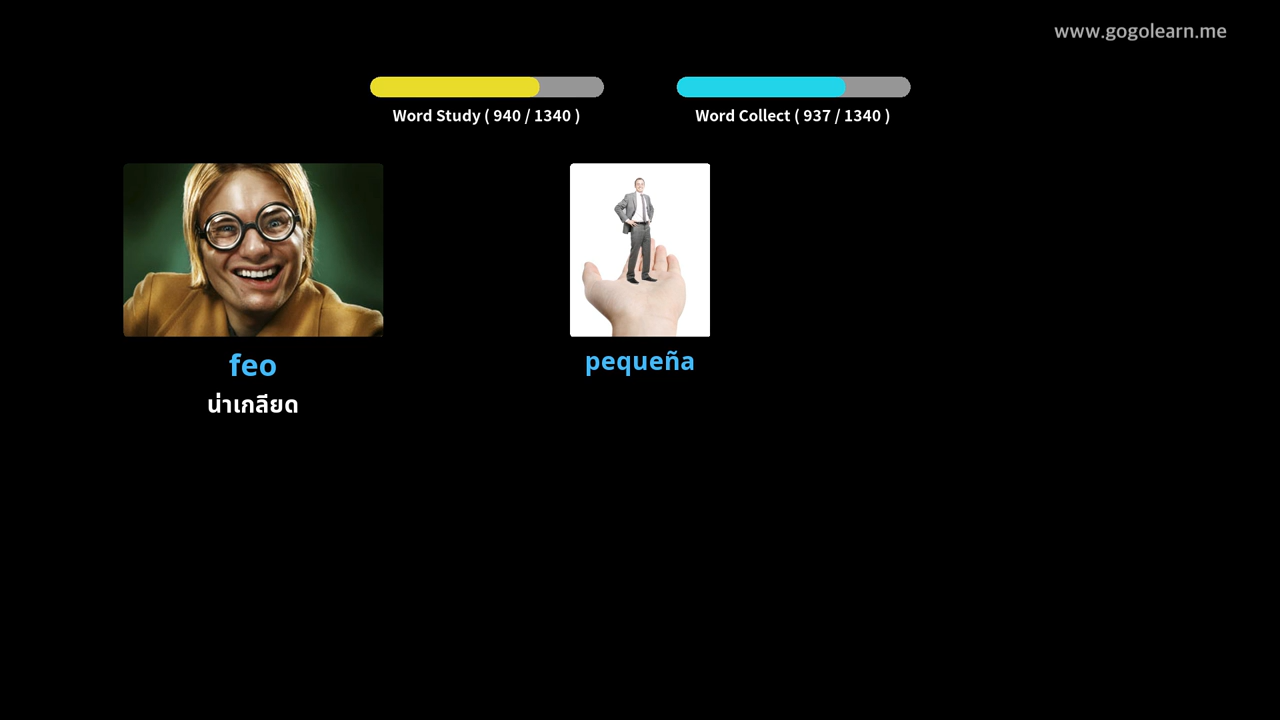 www.gogolearn.me
Word Study ( 940 / 1340 )
Word Collect ( 937 / 1340 )
feo
น่าเกลียด
pequeña